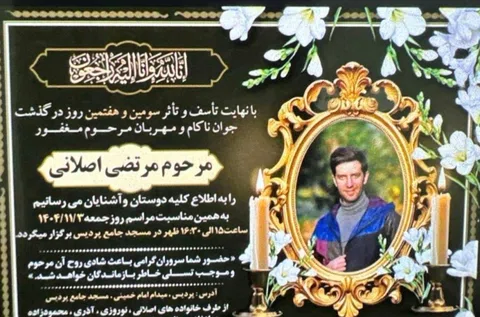 انا لله وانا الیه راجعون
با نهایت تأسف و تأثر سومین و هفتمین روز درگذشت
جوان ناکام و مهربان مرحوم مغفور
مرحوم مرتضی اصلانی
را به اطلاع کلیه دوستان و آشنایان می رسانیم
به همین مناسبت مراسم روز جمعه ۱۴۰۴/۱۱/۳
ساعت ۱۵ الی ۱۶:۳۰ ظهر در مسجد جامع پردیس برگزار میگردد.
« حضور شما سروران گرامی باعث شادی روح آن مرحوم
و موجب تسلی خاطر بازماندگان خواهد شد. »
آدرس: پردیس، میدام امام خمینی، مسجد جامع پردیس
از طرف خانواده های اصلانی، نوروزی، آذری، محمودزاده